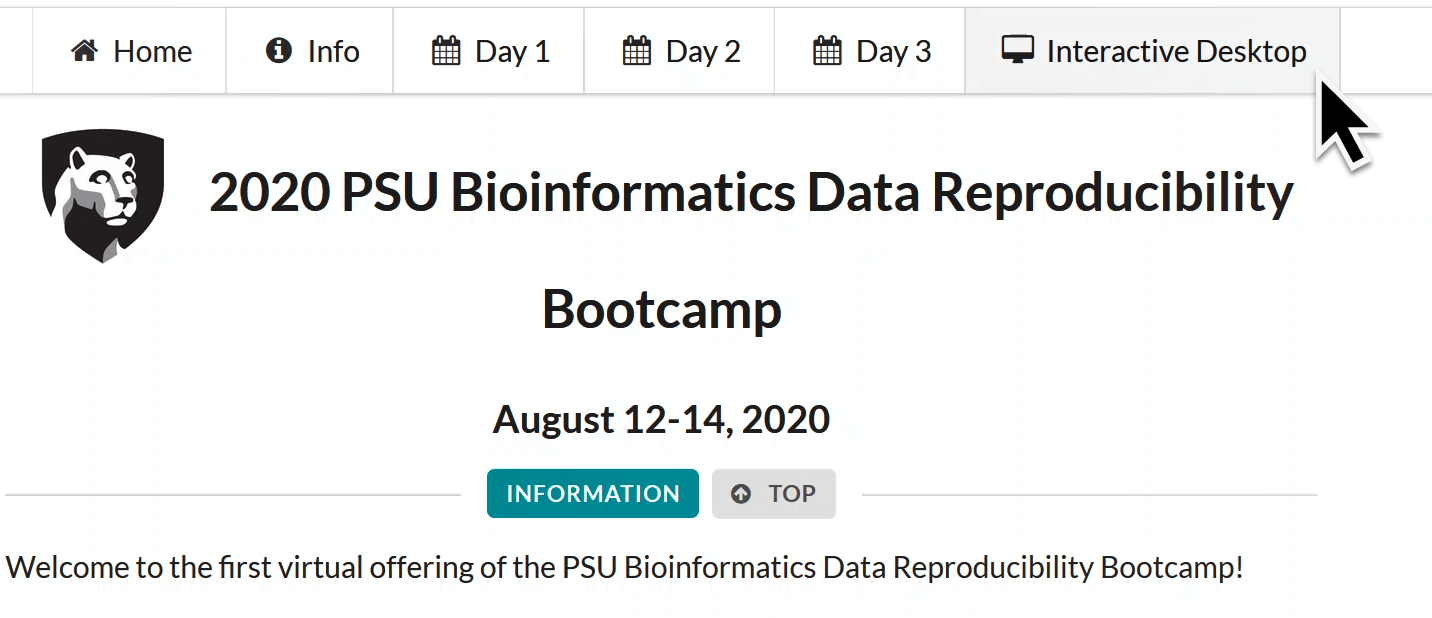 Home Info Day 1 Day 2 Day 3 Interactive Desktop
2020 PSU Bioinformatics Data Reproducibility
Bootcamp
August 12-14, 2020
INFORMATION TOP
Welcome to the first virtual offering of the PSU Bioinformatics Data Reproducibility Bootcamp!